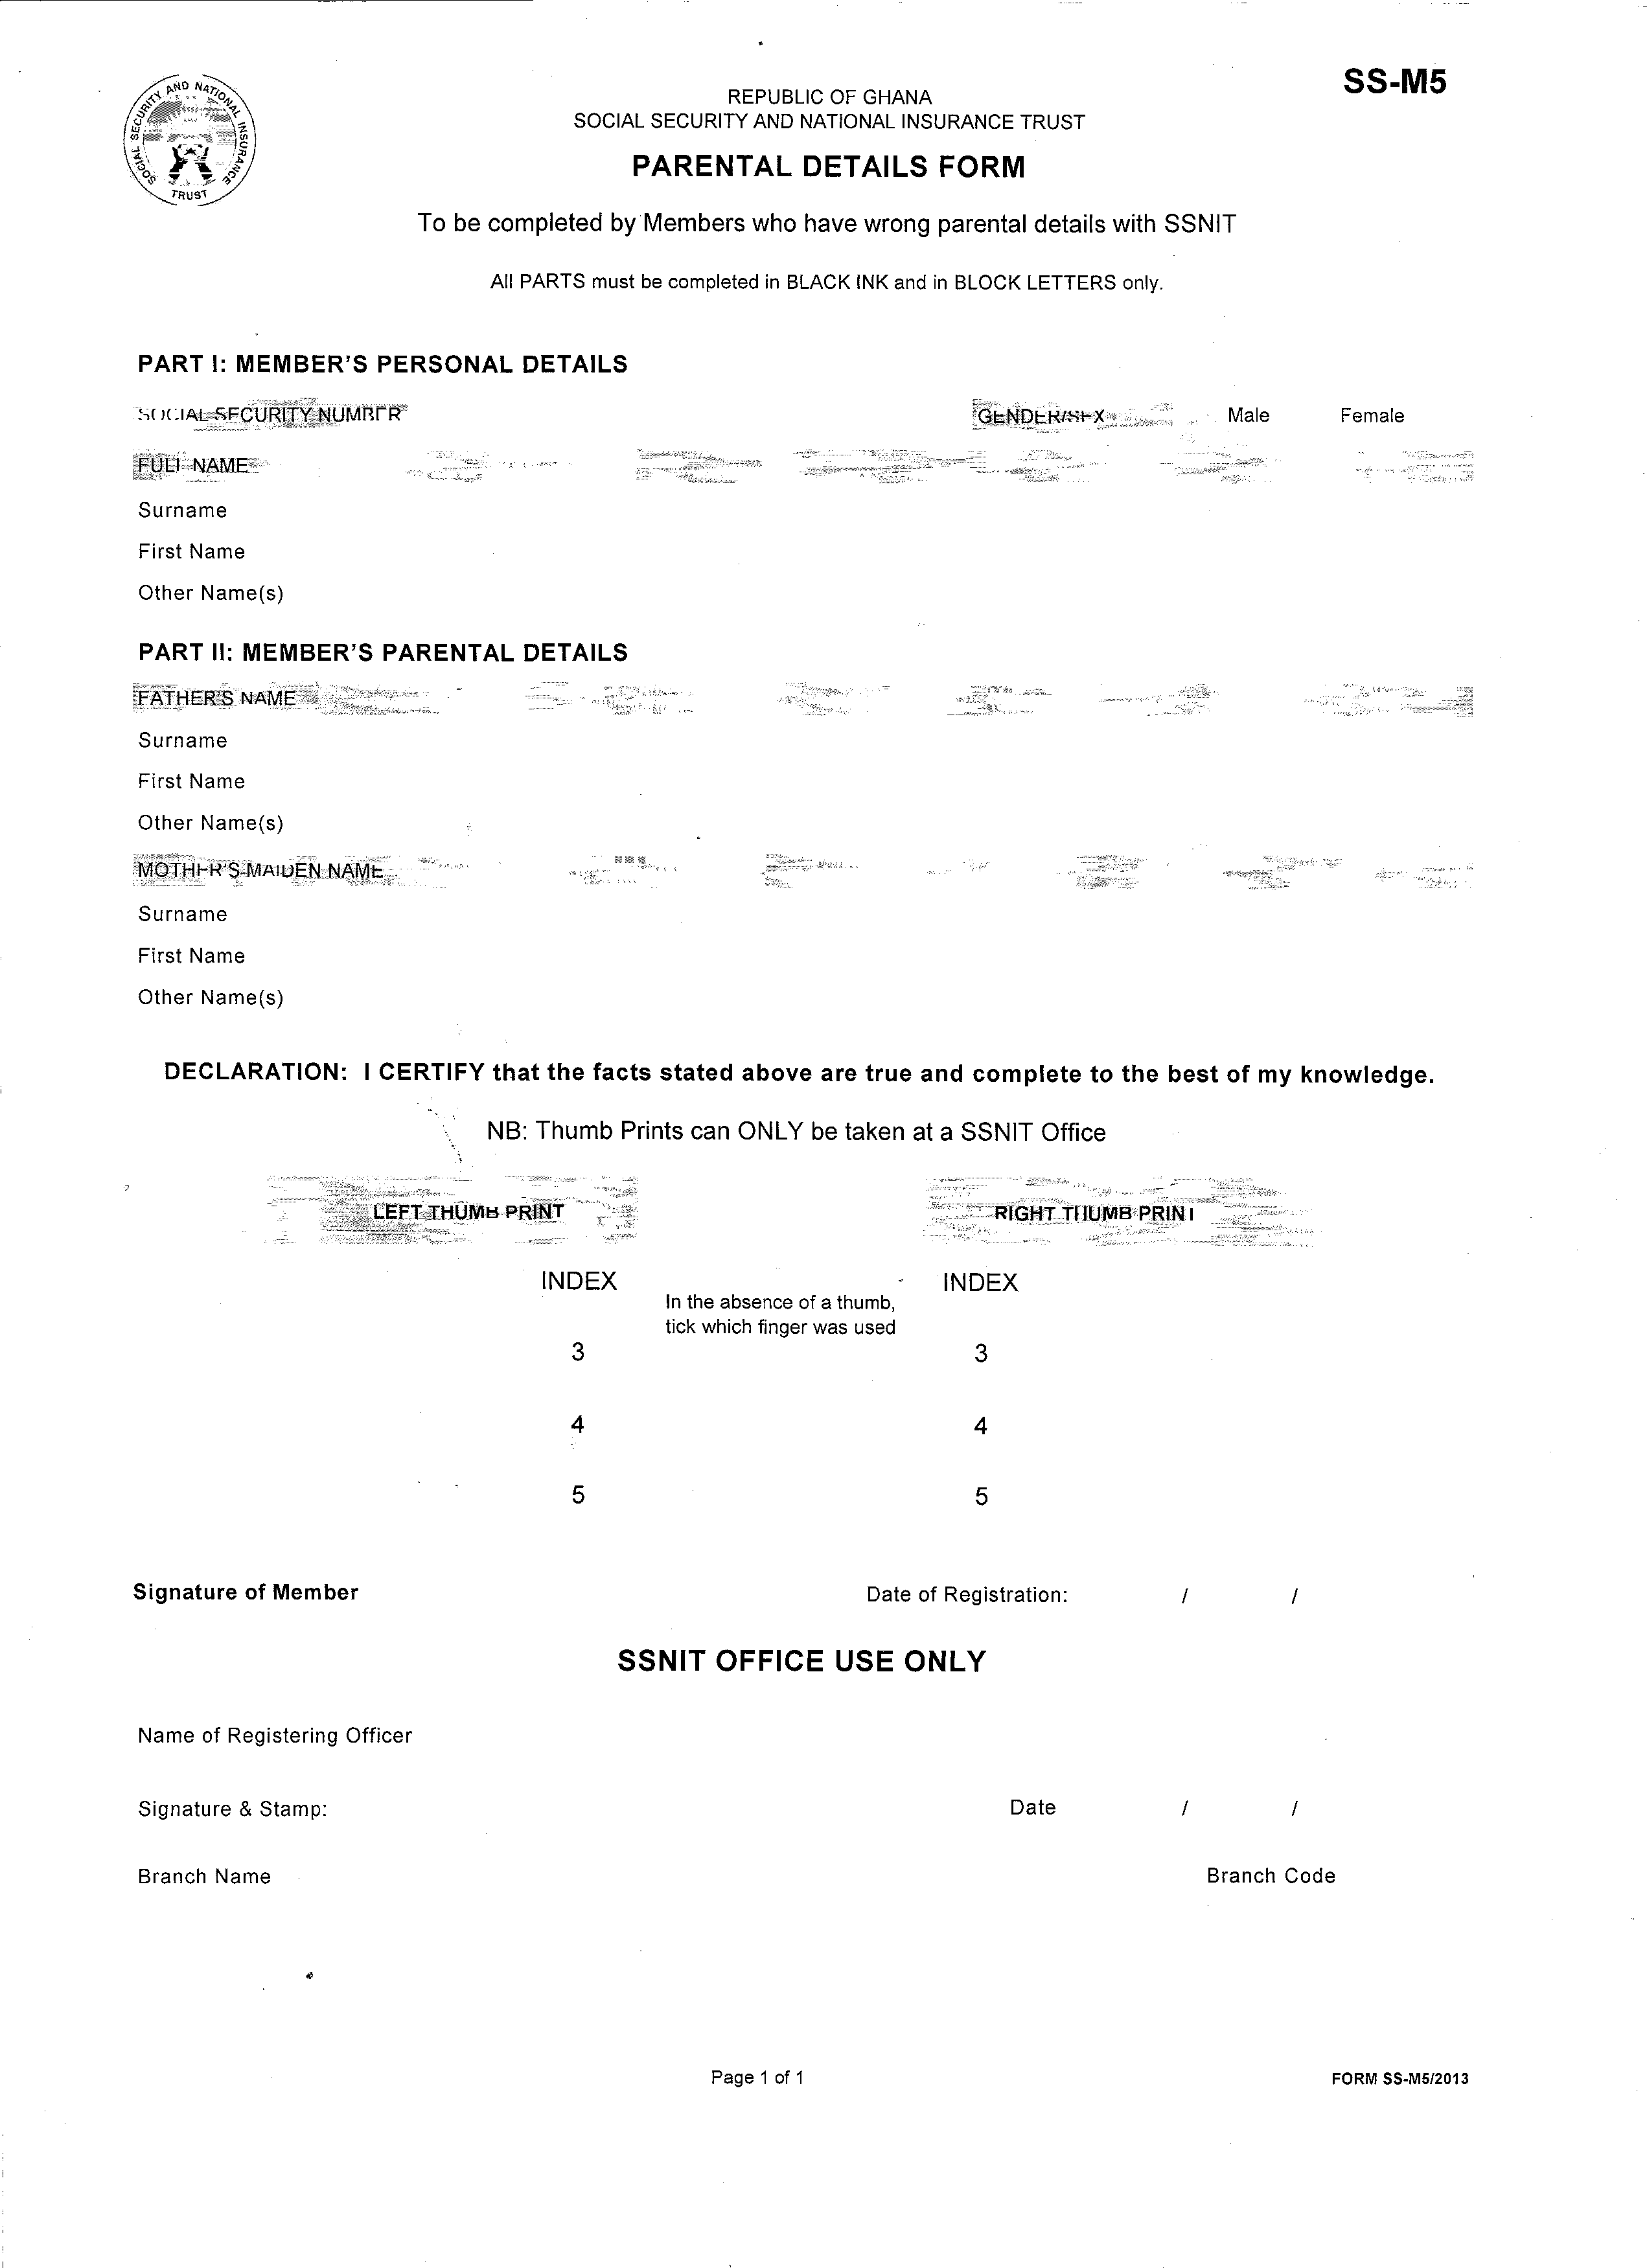 SS-M5
SOCIAL SECURITY AND NATIONAL INSURANCE TRUST
REPUBLIC OF GHANA
SOCIAL SECURITY AND NATIONAL INSURANCE TRUST
PARENTAL DETAILS FORM
To be completed by Members who have wrong parental details with SSNIT
All PARTS must be completed in BLACK INK and in BLOCK LETTERS only.
PART I: MEMBER'S PERSONAL DETAILS
SOCIAL SECURITY NUMBER GENDER/SEX Male Female
FULL NAME
Surname
First Name
Other Name(s)
PART II: MEMBER'S PARENTAL DETAILS
FATHER'S NAME
Surname
First Name
Other Name(s)
MOTHER'S MAIDEN NAME
Surname
First Name
Other Name(s)
DECLARATION: I CERTIFY that the facts stated above are true and complete to the best of my knowledge.
NB: Thumb Prints can ONLY be taken at a SSNIT Office
LEFT THUMB PRINT RIGHT THUMB PRINT
INDEX INDEX
In the absence of a thumb,
tick which finger was used
3 3
4 4
5 5
Signature of Member Date of Registration: / /
SSNIT OFFICE USE ONLY
Name of Registering Officer
Signature & Stamp: Date / /
Branch Name Branch Code
Page 1 of 1 FORM SS-M5/2013